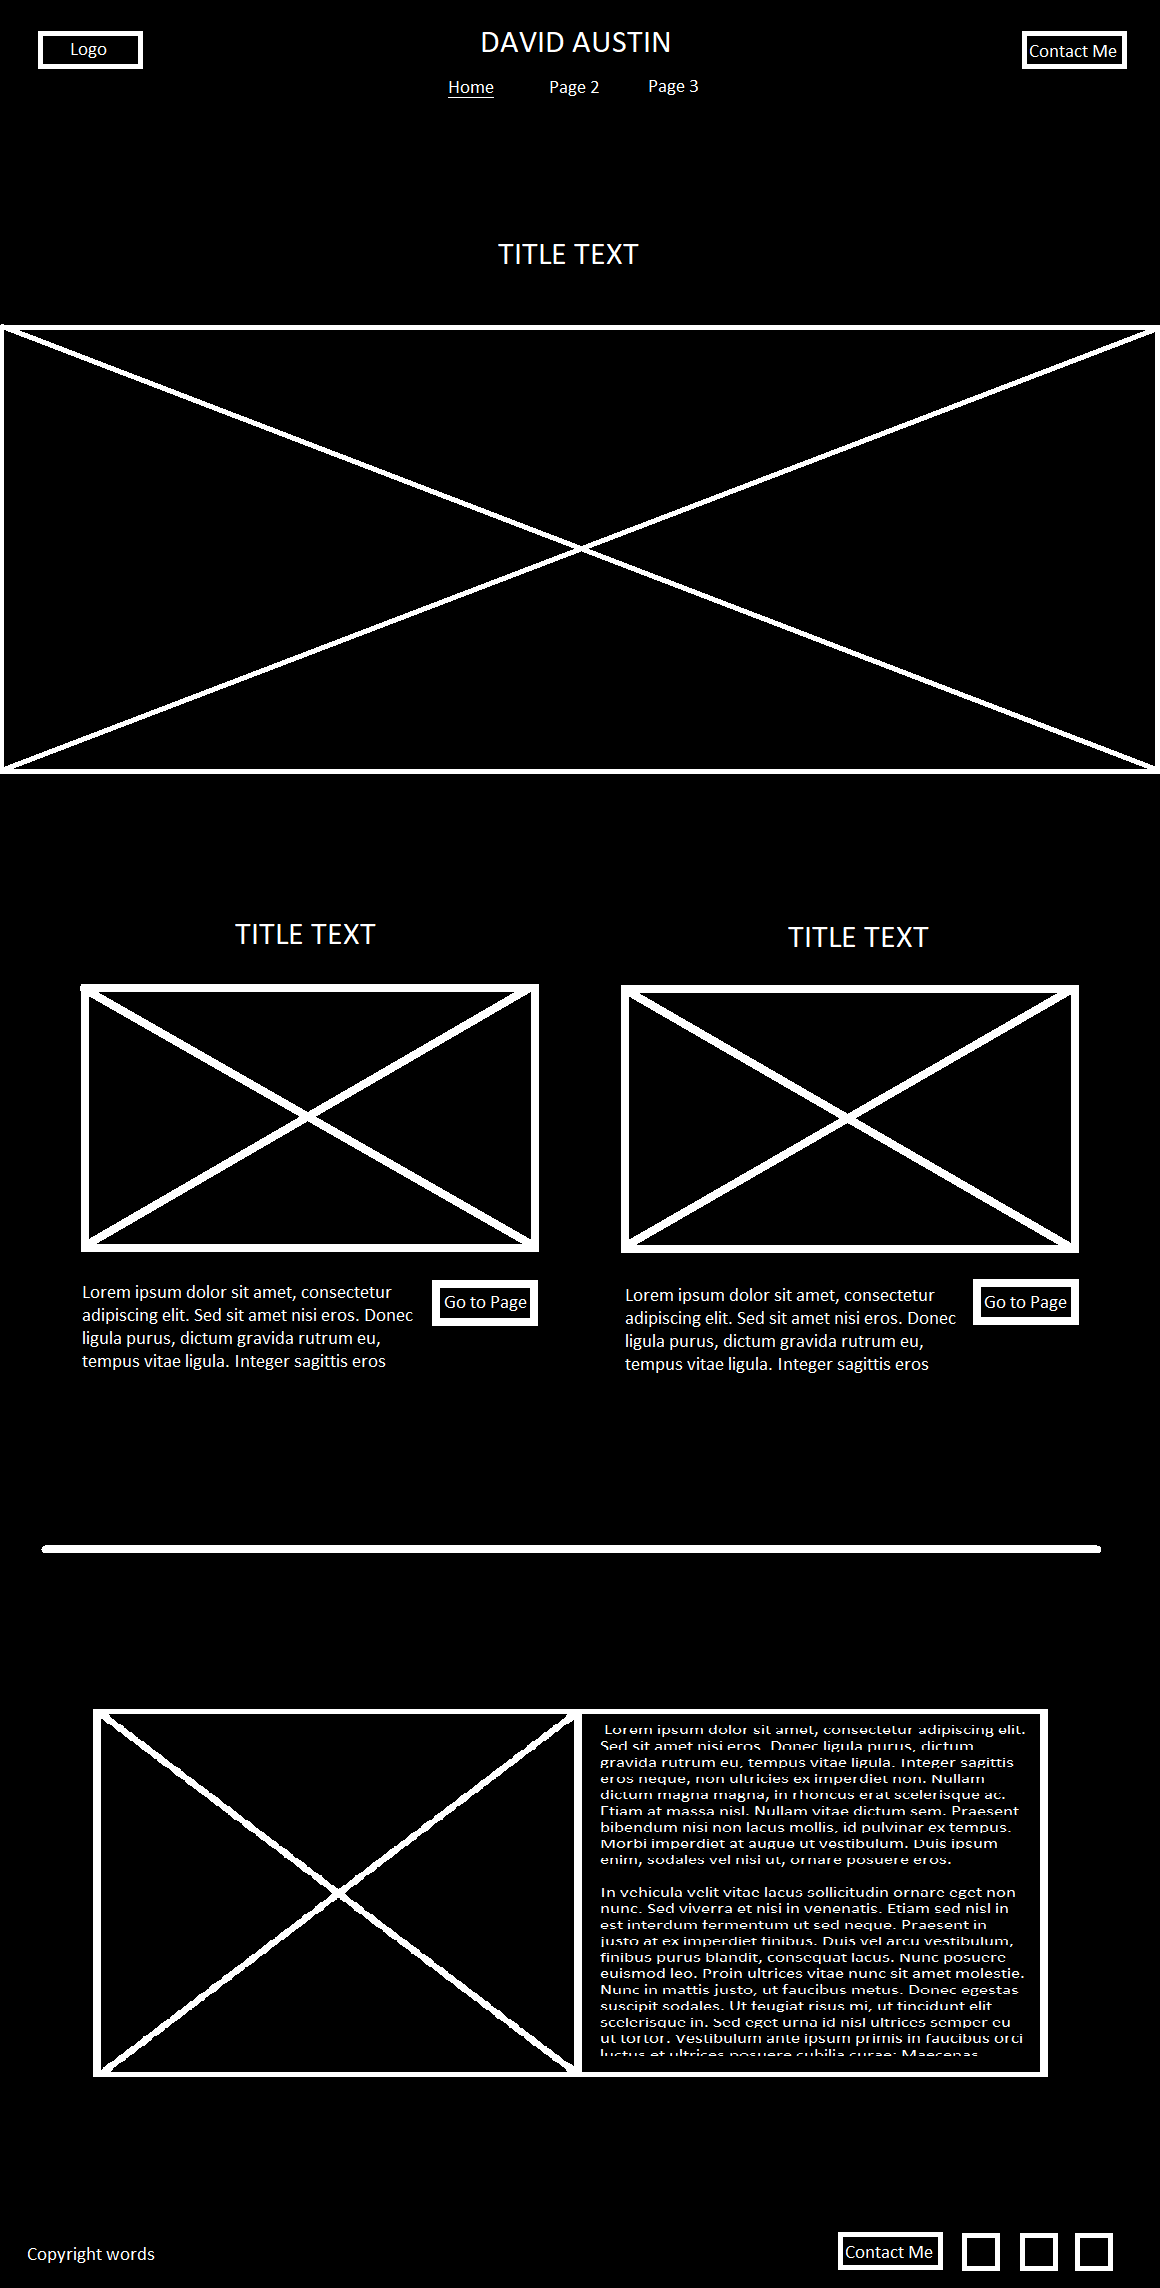 Logo
DAVID AUSTIN
Contact Me
Home
Page 2
Page 3
TITLE TEXT
TITLE TEXT
TITLE TEXT
Lorem ipsum dolor sit amet, consectetur
adipiscing elit. Sed sit amet nisi eros. Donec
ligula purus, dictum gravida rutrum eu,
tempus vitae ligula. Integer sagittis eros
Go to Page
Lorem ipsum dolor sit amet, consectetur
adipiscing elit. Sed sit amet nisi eros. Donec
ligula purus, dictum gravida rutrum eu,
tempus vitae ligula. Integer sagittis eros
Go to Page
Lorem ipsum dolor sit amet, consectetur adipiscing elit.
Sed sit amet nisi eros. Donec ligula purus, dictum
gravida rutrum eu, tempus vitae ligula. Integer sagittis
eros neque, non ultricies ex imperdiet non. Nullam
dictum magna magna, in rhoncus erat scelerisque ac.
Etiam at massa nisl. Nullam vitae dictum sem. Praesent
bibendum nisi non lacus mollis, id pulvinar ex tempus.
Morbi imperdiet at augue ut vestibulum. Duis ipsum
enim, sodales vel nisi ut, ornare posuere eros.
In vehicula velit vitae lacus sollicitudin ornare eget non
nunc. Sed viverra et nisi in venenatis. Etiam sed nisl in
est interdum fermentum ut sed neque. Praesent in
justo at ex imperdiet finibus. Duis vel arcu vestibulum,
finibus purus blandit, consequat lacus. Nunc posuere
euismod leo. Proin ultrices vitae nunc sit amet molestie.
Nunc in mattis justo, ut faucibus metus. Donec egestas
suscipit sodales. Ut feugiat risus mi, ut tincidunt elit
scelerisque in. Sed eget urna id nisl ultrices semper eu
ut tortor. Vestibulum ante ipsum primis in faucibus orci
luctus et ultrices posuere cubilia curae; Maecenas
Copyright words
Contact Me